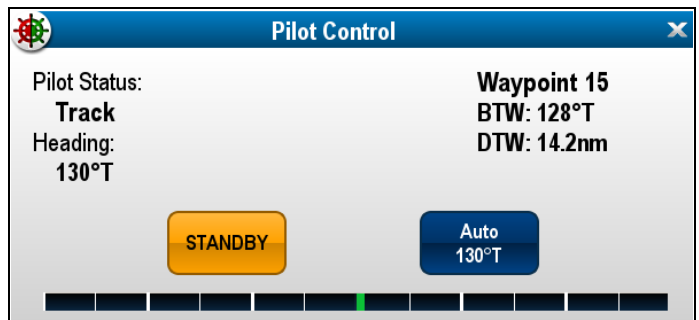 Pilot Control
Pilot Status:
Track
Heading:
130°T
Waypoint 15
BTW: 128°T
DTW: 14.2nm
STANDBY
Auto
130°T